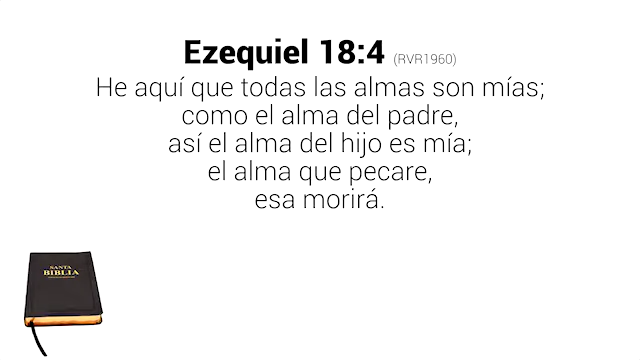 Ezequiel 18:4 (RVR1960)
He aquí que todas las almas son mías;
como el alma del padre,
así el alma del hijo es mía;
el alma que pecare,
esa morirá.
SANTA
BIBLIA